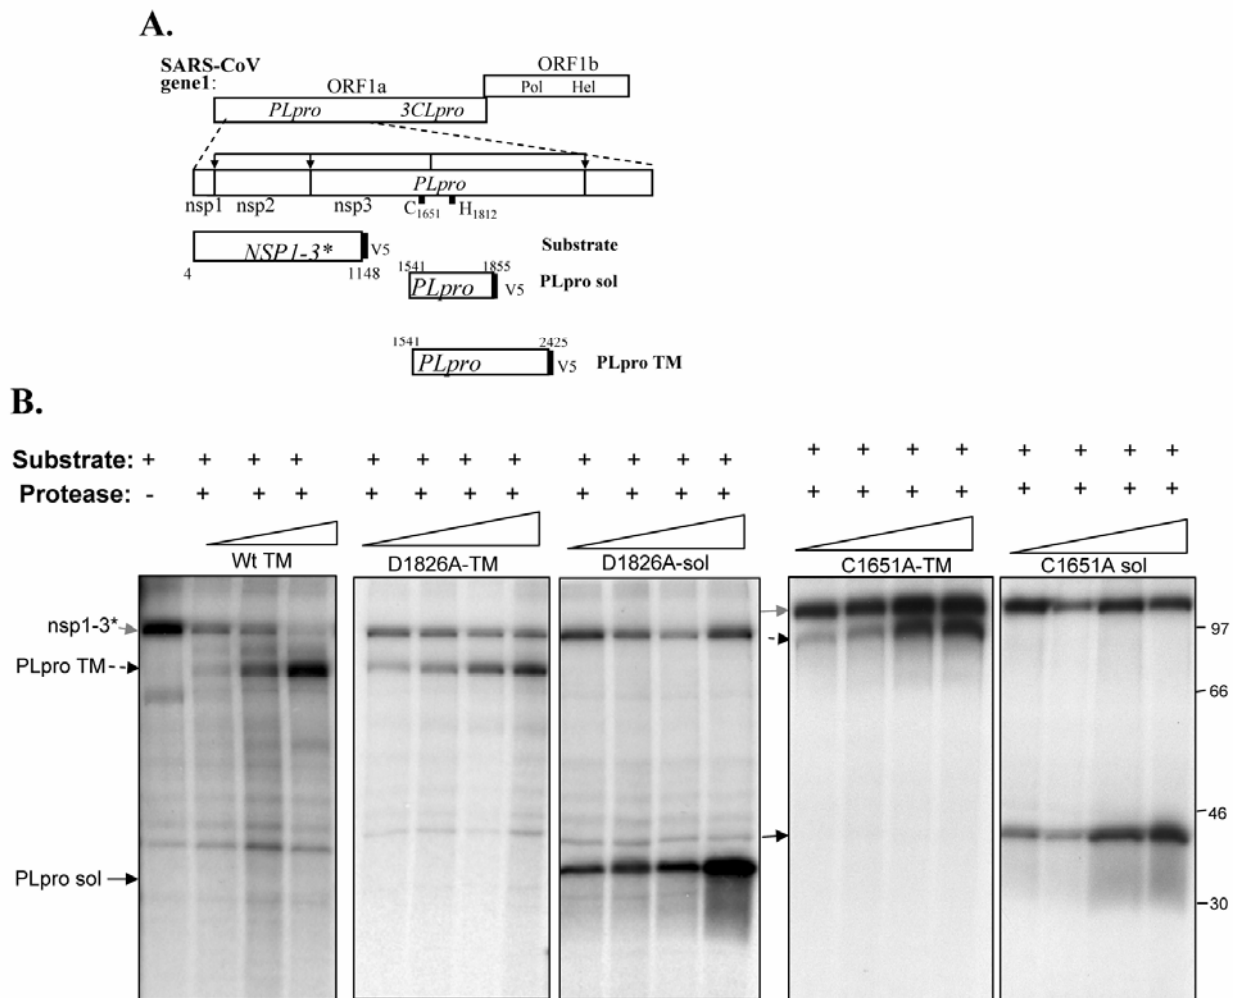 A.
SARS-CoV
gene1:
ORF1a
ORF1b
Pol Hel
PLpro 3CLpro
PLpro
nsp1 nsp2 nsp3 C1651 H1812
NSP1-3* V5 Substrate
4 1148
1541 1855
PLpro V5 PLpro sol
1541 2425
PLpro V5 PLpro TM
B.
Substrate: + + + + + + + + + + + + + + + + + + + +
Protease: - + + + + + + + + + + + + + + + + + + +
Wt TM D1826A-TM D1826A-sol C1651A-TM C1651A sol
nsp1-3*
97
PLpro TM
66
46
PLpro sol
30